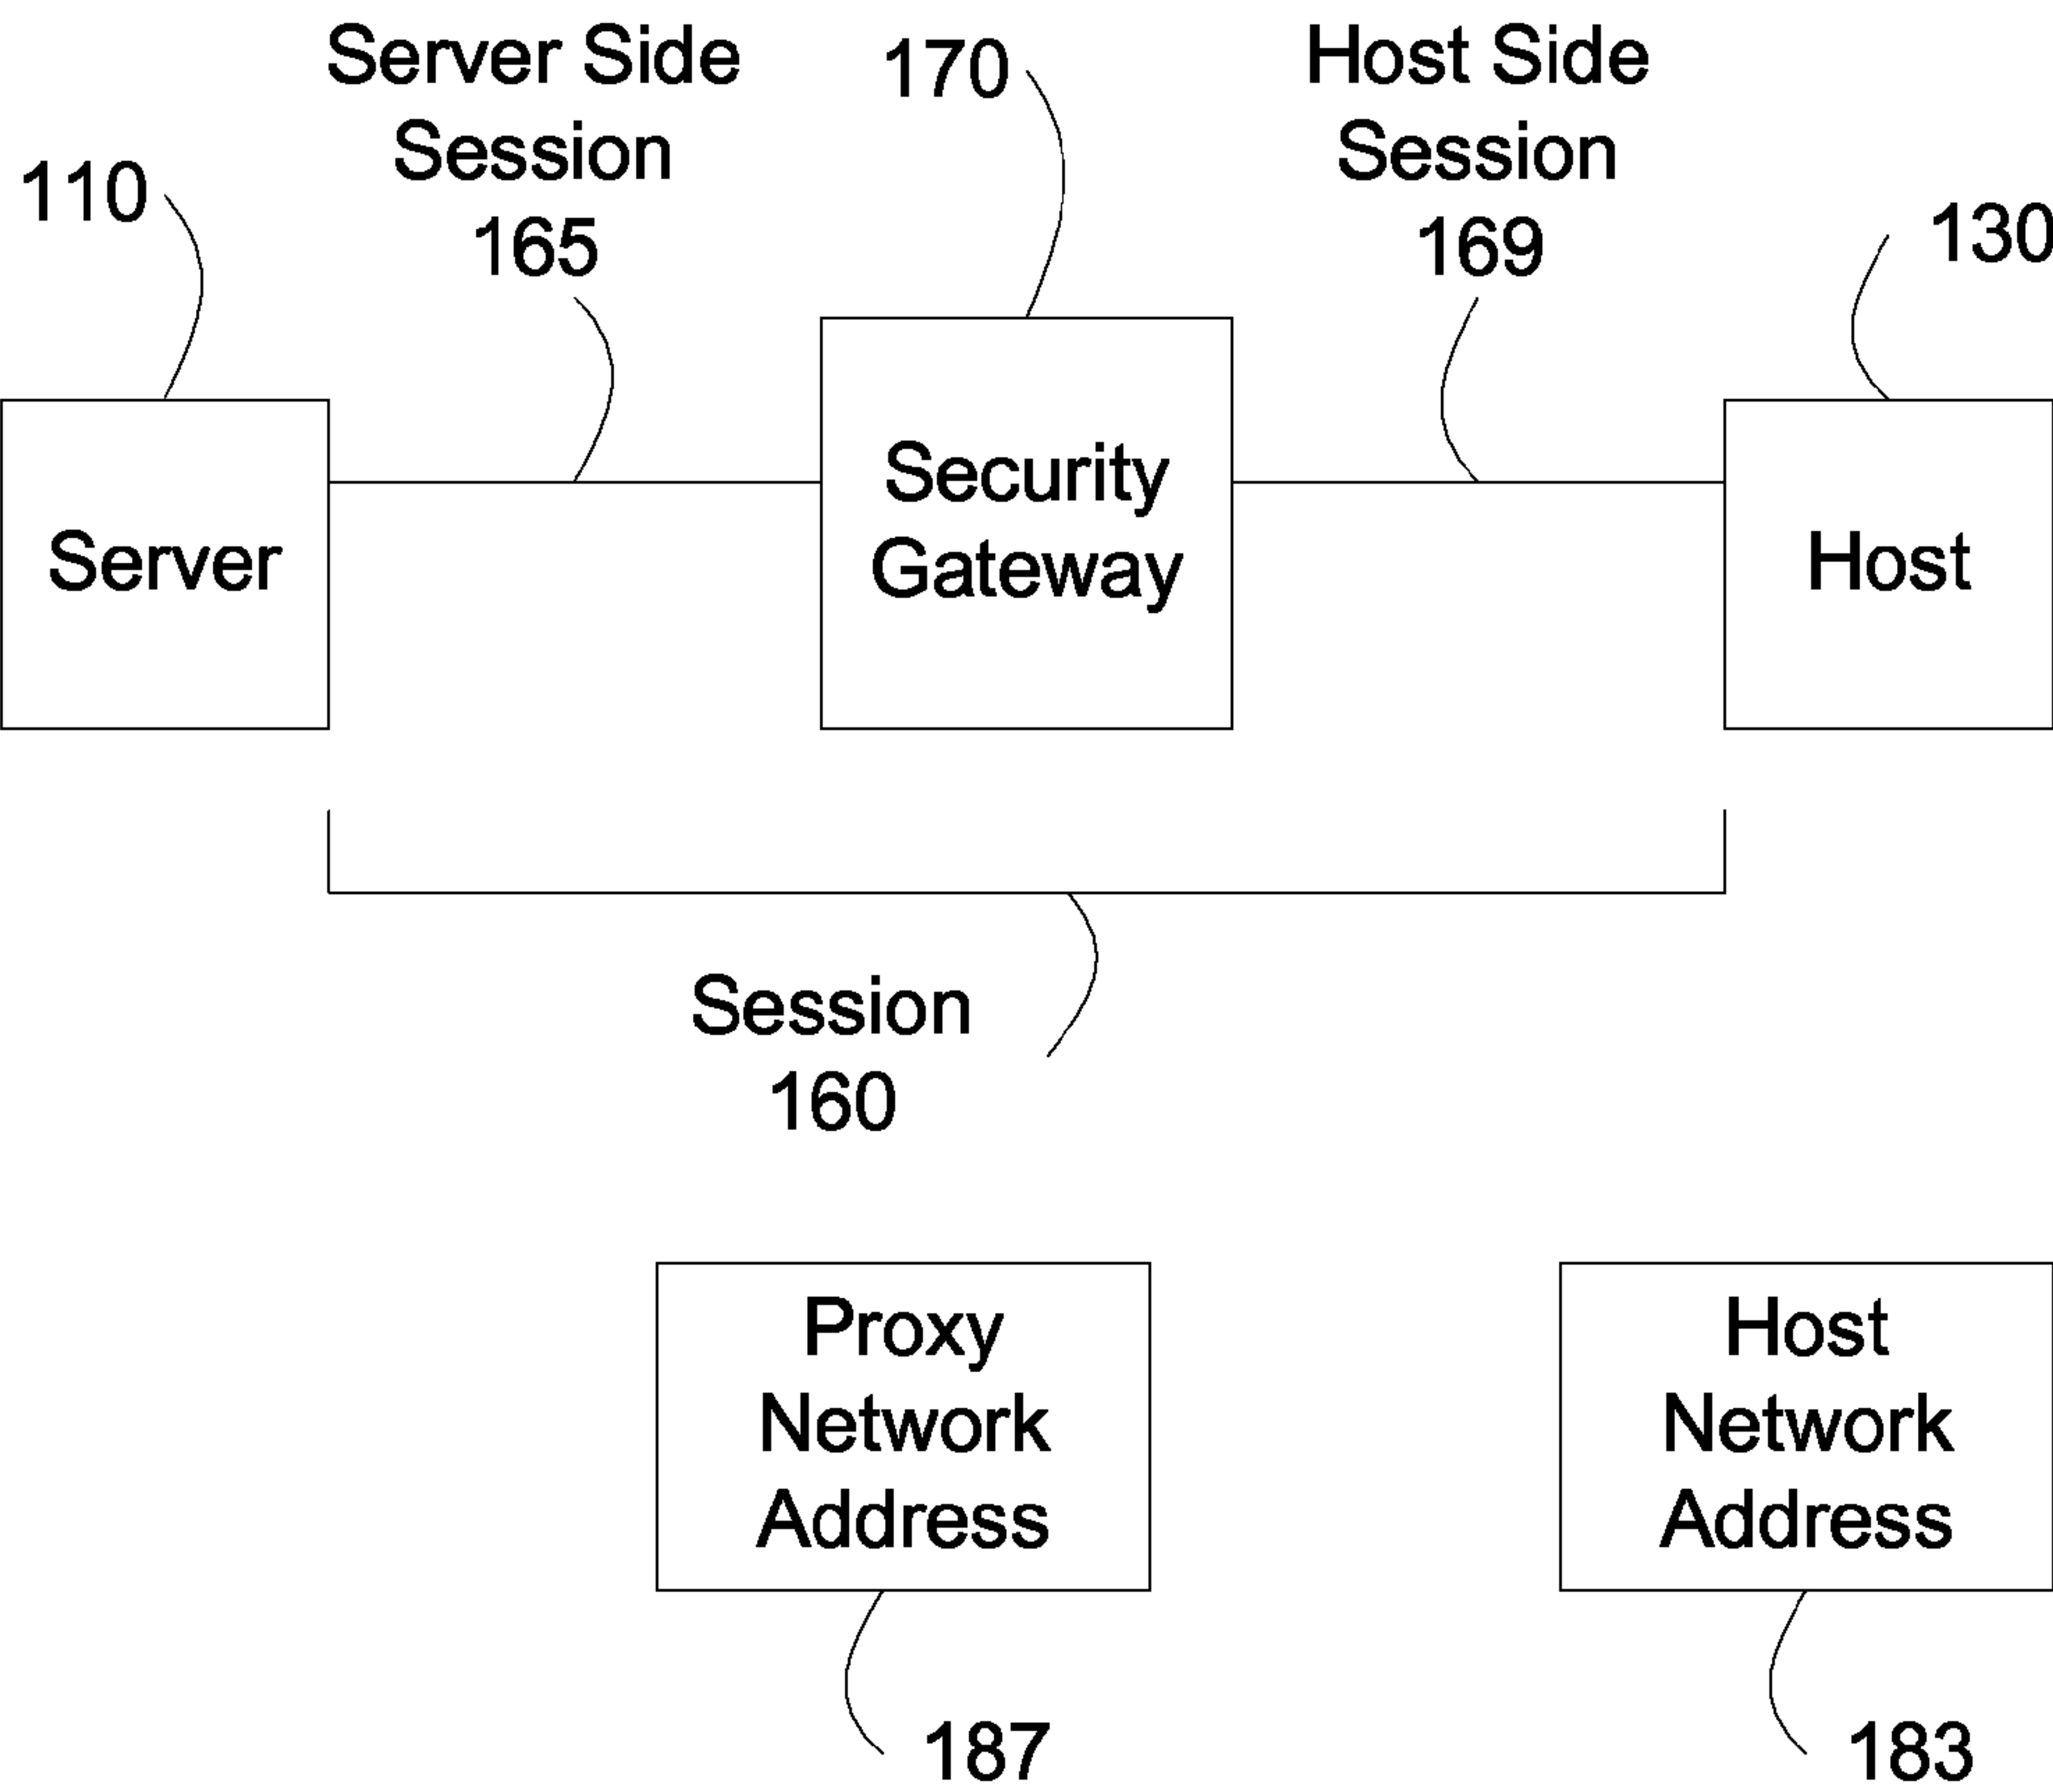 Server Side
Session
165
170
Host Side
Session
169
110
130
Server
Security
Gateway
Host
Session
160
Proxy
Network
Address
Host
Network
Address
187
183